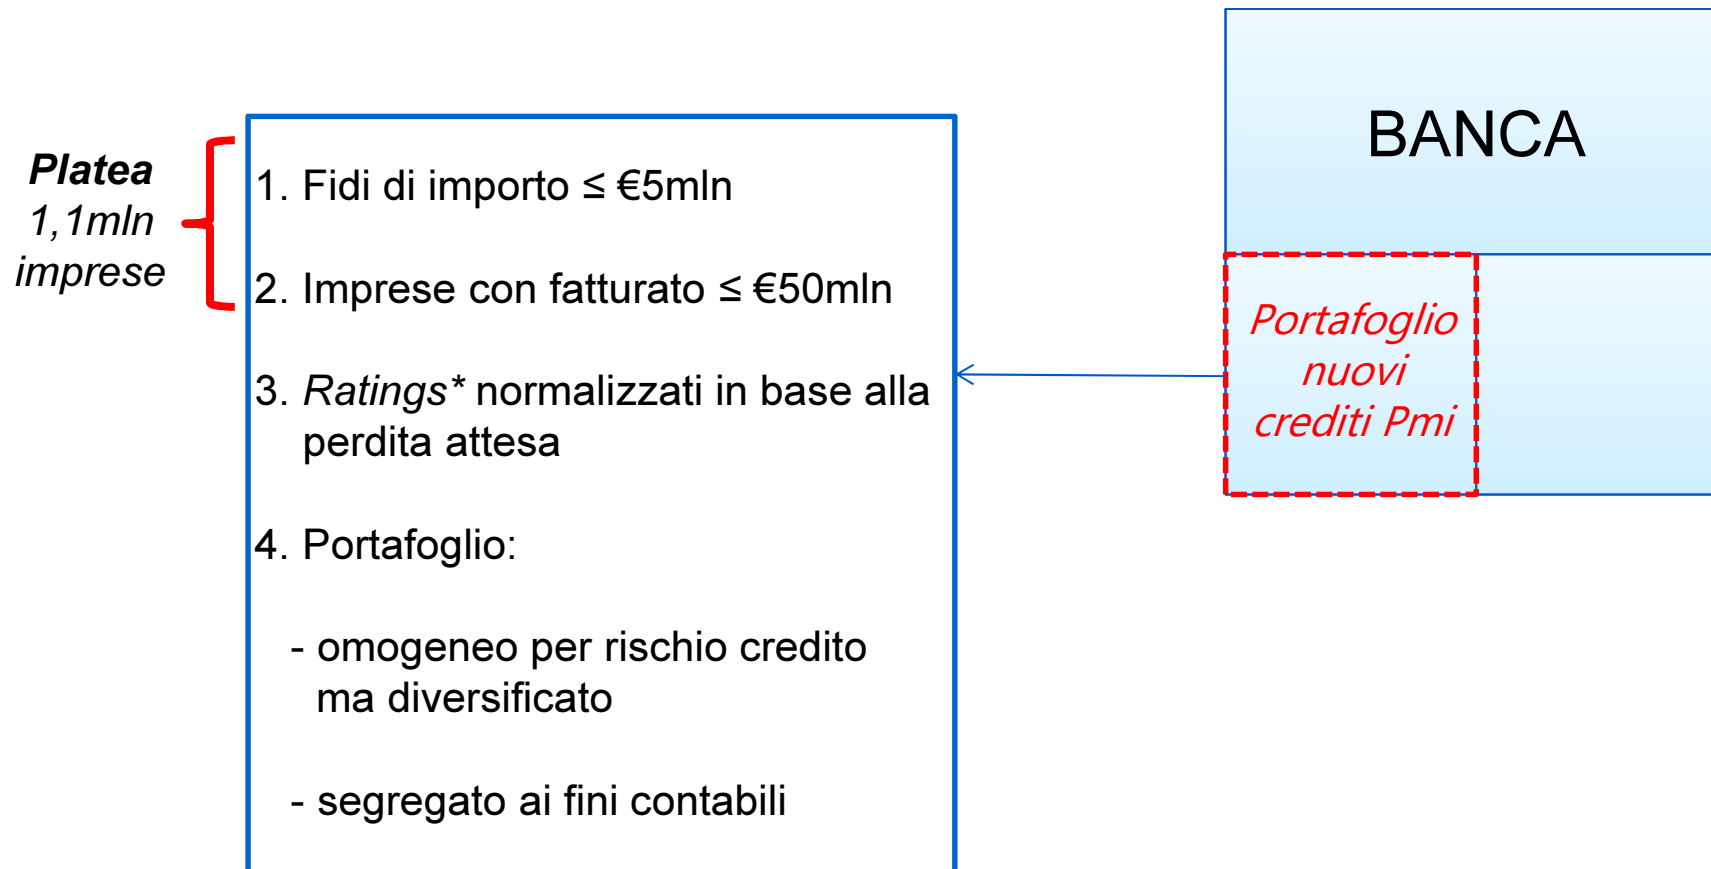 BANCA
Platea
1,1mln
imprese
1. Fidi di importo ≤ €5mln
2. Imprese con fatturato ≤ €50mln
3. Ratings* normalizzati in base alla
perdita attesa
4. Portafoglio:
- omogeneo per rischio credito
ma diversificato
- segregato ai fini contabili
Portafoglio
nuovi
crediti Pmi